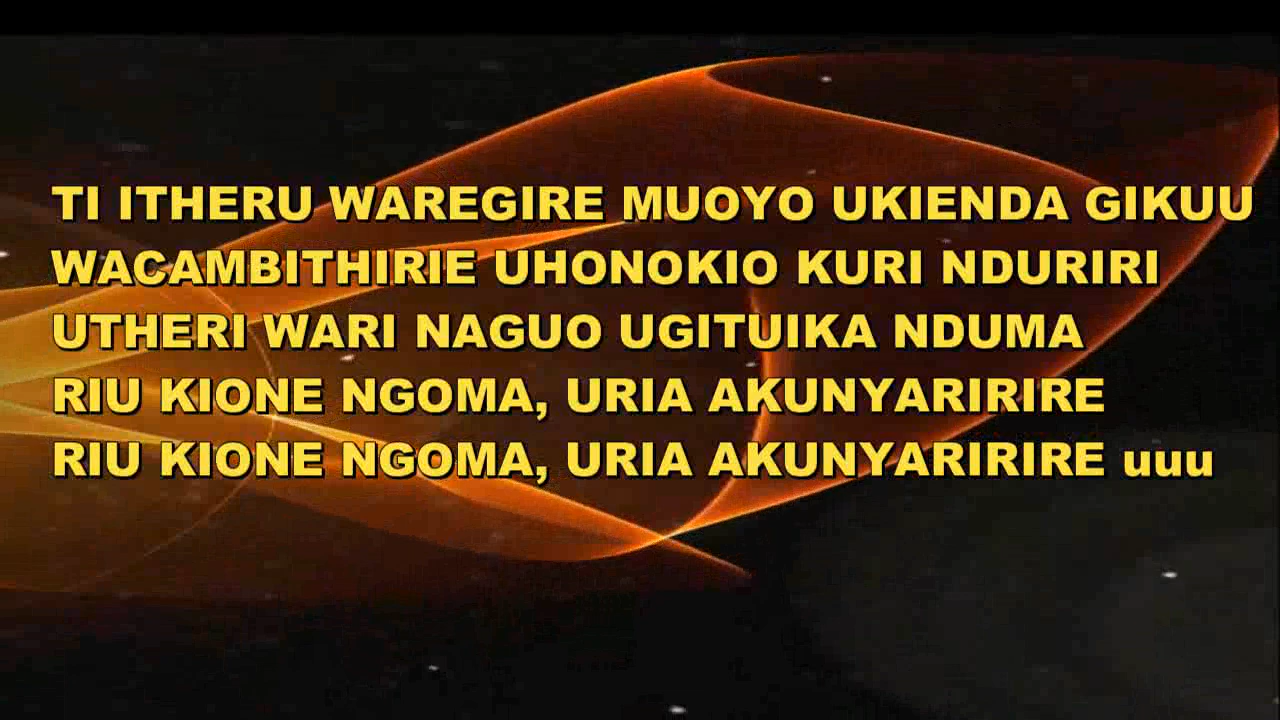 TI ITHERU WAREGIRE MUOYO UKIENDA GIKUU
WACAMBITHIRIE UHONOKIO KURI NDURIRI
UTHERI WARI NAGUO UGITUIKA NDUMA
RIU KIONE NGOMA, URIA AKUNYARIRIRE
RIU KIONE NGOMA, URIA AKUNYARIRIRE uuu